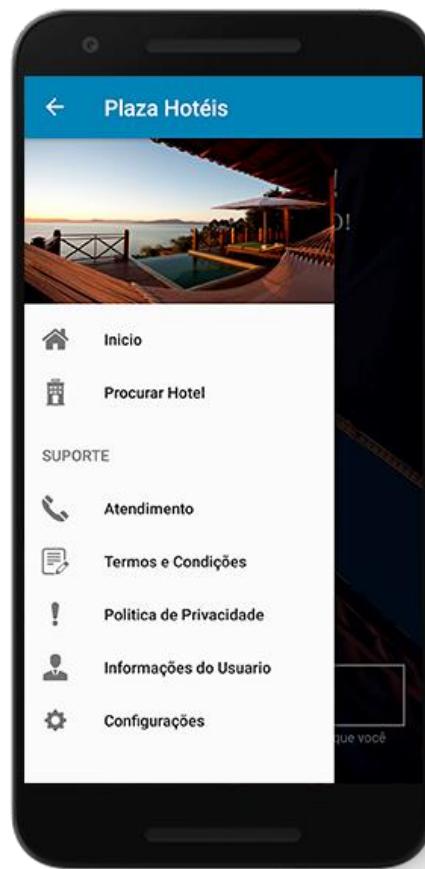 Plaza Hotéis
!
O!
Inicio
Procurar Hotel
SUPORTE
Atendimento
Termos e Condições
Politica de Privacidade
Informações do Usuario
Configurações
que você